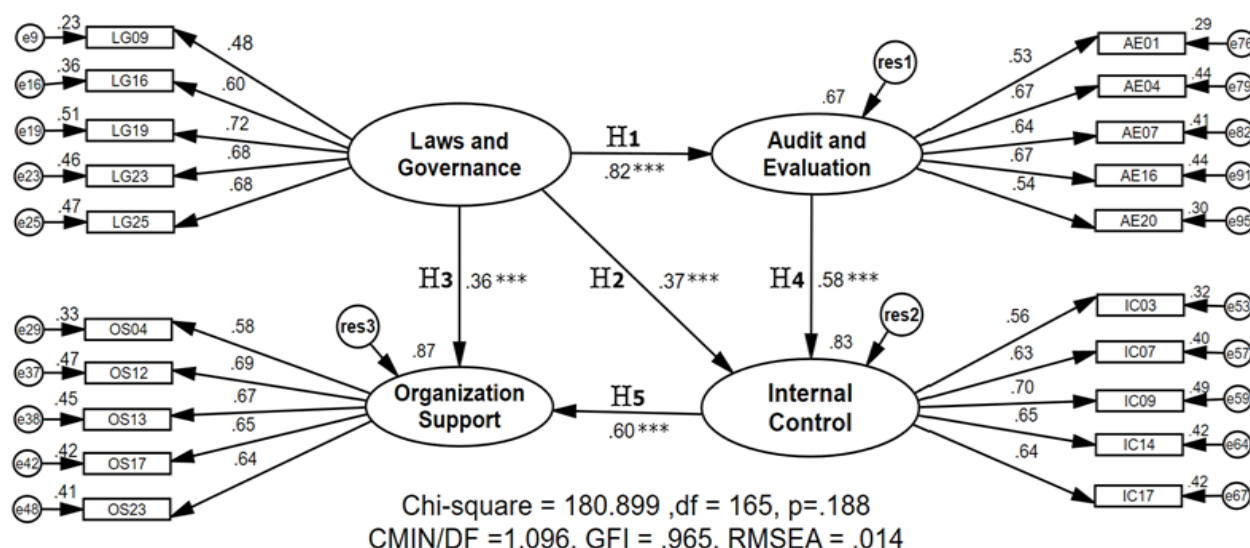 e9 .23 LG09 .48
e16 .36 LG16 .60
e19 .51 LG19 .72
e23 .46 LG23 .68
e25 .47 LG25 .68
Laws and
Governance
H1
.82***
res1
.67
Audit and
Evaluation
.53 AE01 .29 e76
.67 AE04 .44 e79
.64 AE07 .41 e82
.67 AE16 .44 e91
.54 AE20 .30 e95
H3 .36***
H2 .37***
H4 .58***
e29 .33 OS04 .58
e37 .47 OS12 .69
e38 .45 OS13 .67
e42 .42 OS17 .65
e48 .41 OS23 .64
res3
.87
Organization
Support
H5
.60***
res2
.83
Internal
Control
.56 IC03 .32 e53
.63 IC07 .40 e57
.70 IC09 .49 e59
.65 IC14 .42 e64
.64 IC17 .42 e67
Chi-square = 180.899 ,df = 165, p=.188
CMIN/DF =1.096, GFI = .965, RMSEA = .014